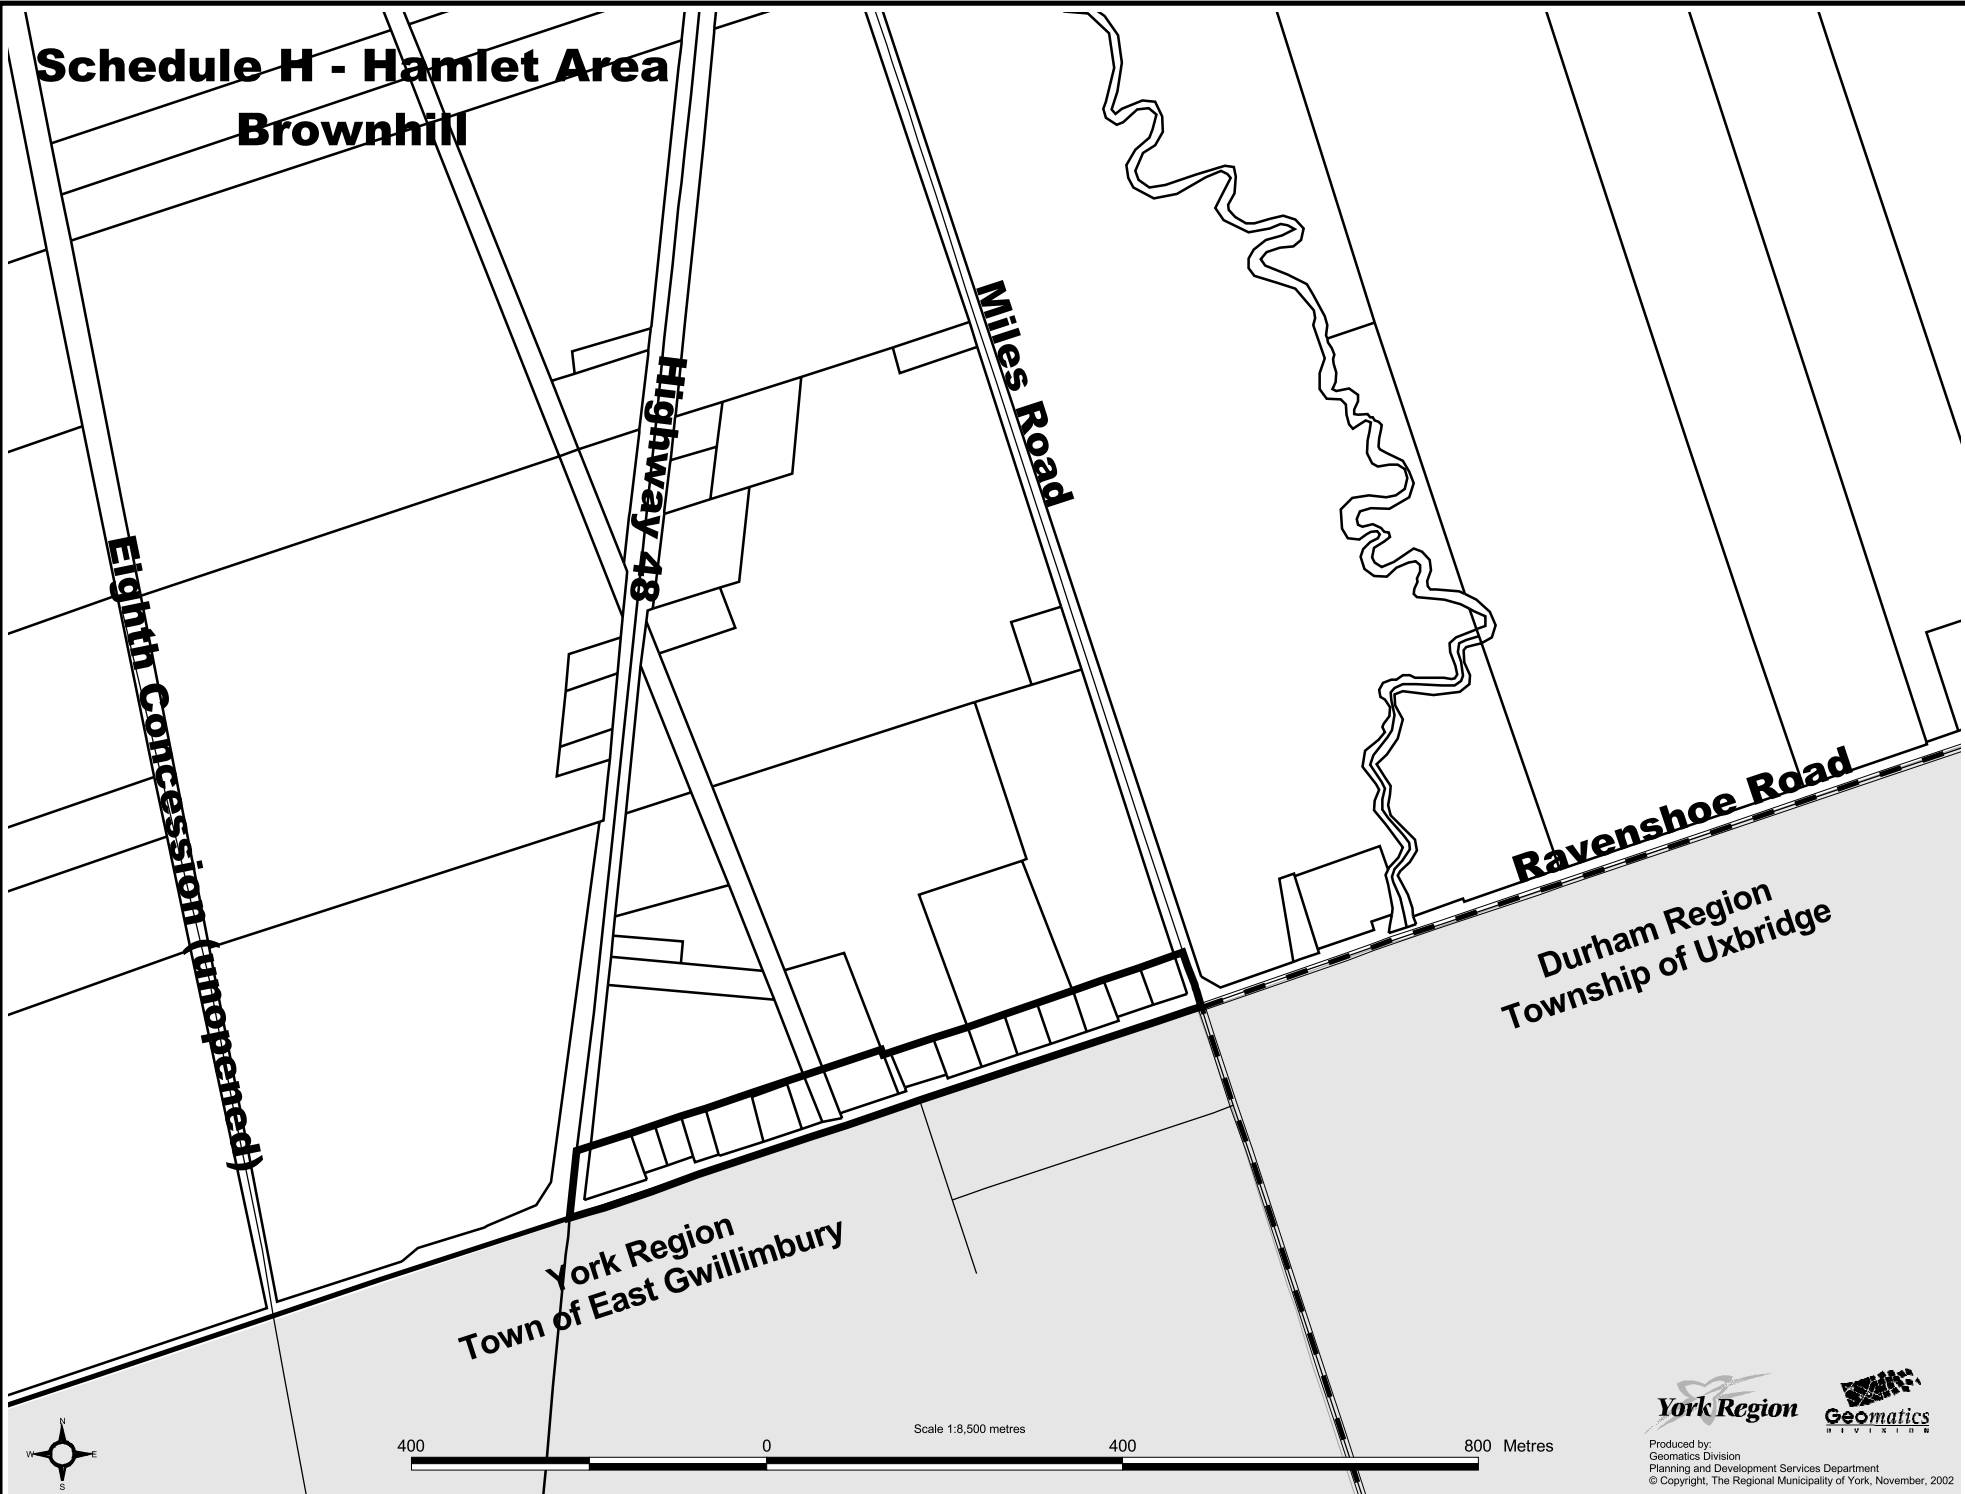 Schedule H - Hamlet Area
Brownhill
Miles Road
Highway 48
Eighth Concession (unopened)
Ravenshoe Road
Durham Region
Township of Uxbridge
York Region
Town of East Gwillimbury
N
W
E
S
Scale 1:8,500 metres
400
0
400
800 Metres
York Region
Geomatics
DIVISION
Produced by:
Geomatics Division
Planning and Development Services Department
© Copyright, The Regional Municipality of York, November, 2002